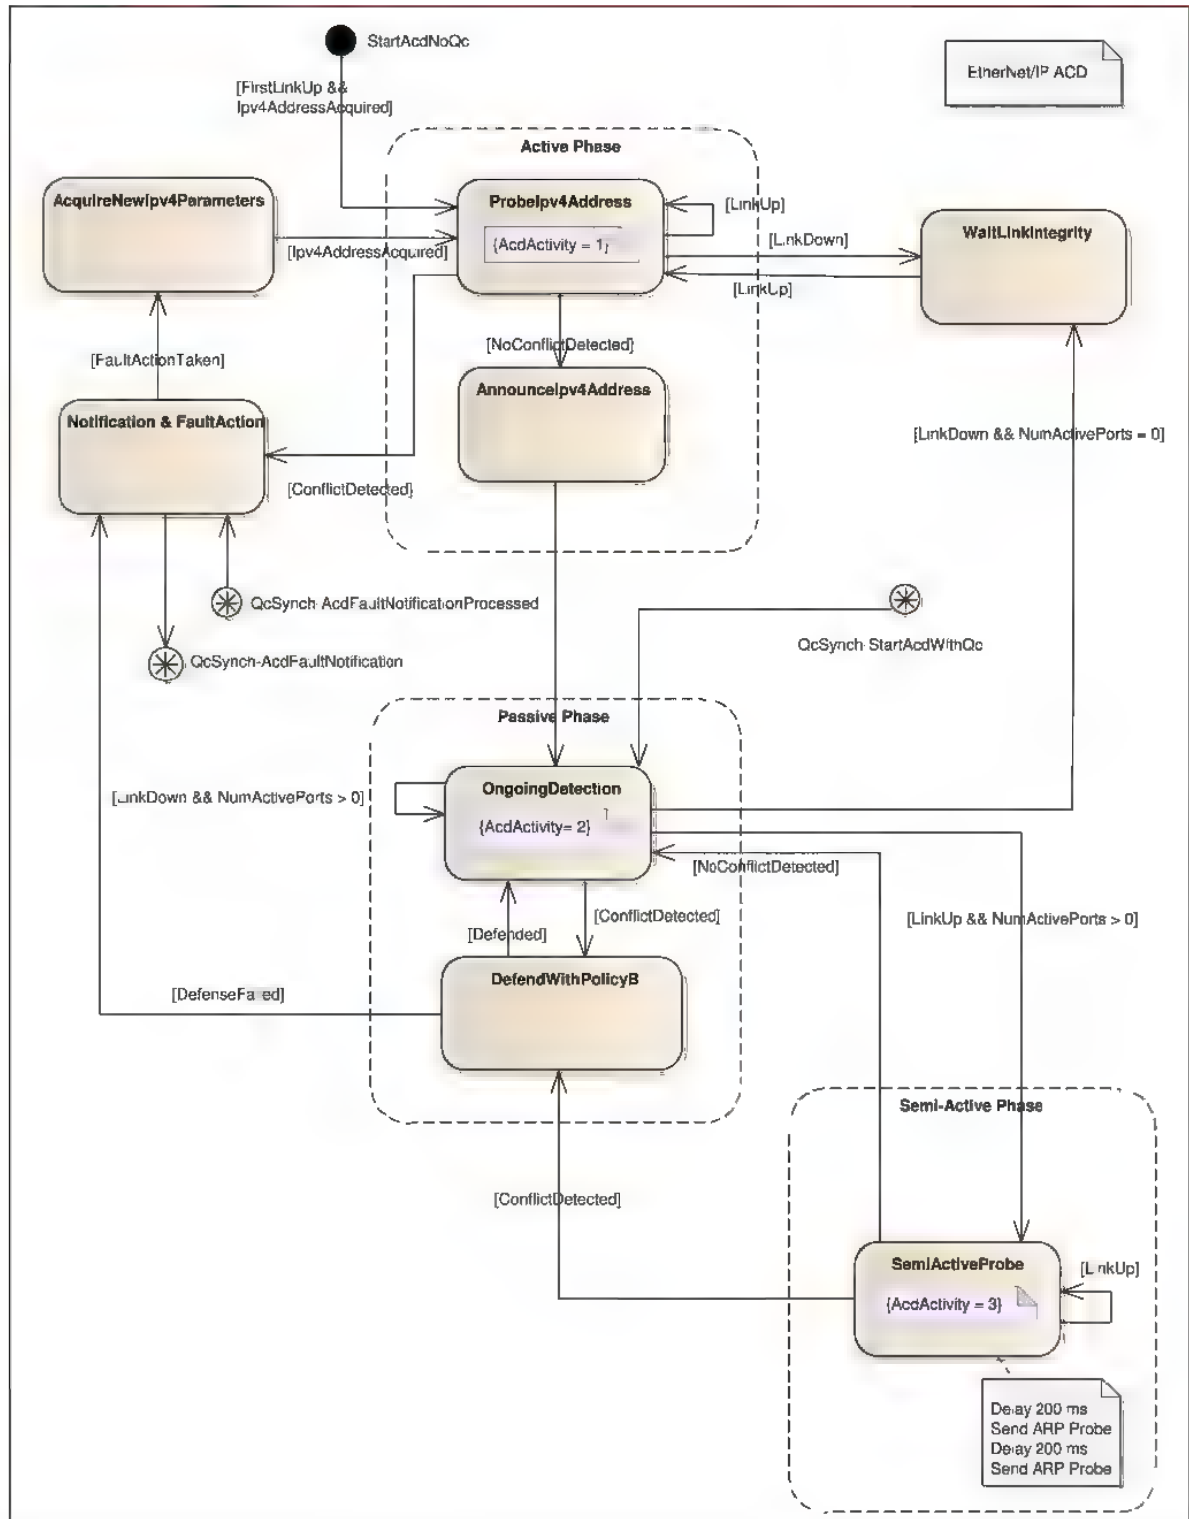 StartAcdNoQc
EtherNet/IP ACD
[FirstLinkUp &&
Ipv4AddressAcquired]
Active Phase
AcquireNewIpv4Parameters
ProbeIpv4Address
{AcdActivity = 1}
[LinkUp]
[LinkDown]
WaitLinkIntegrity
[Ipv4AddressAcquired]
[LinkUp]
[NoConflictDetected]
[FaultActionTaken]
AnnounceIpv4Address
Notification & FaultAction
[LinkDown && NumActivePorts = 0]
[ConflictDetected]
QcSynch-AcdFaultNotificationProcessed
QcSynch-StartAcdWithQc
QcSynch-AcdFaultNotification
Passive Phase
OngoingDetection
[LinkDown && NumActivePorts > 0]
{AcdActivity= 2}
[NoConflictDetected]
[ConflictDetected]
[LinkUp && NumActivePorts > 0]
[Defended]
DefendWithPolicyB
[DefenseFailed]
Semi-Active Phase
[ConflictDetected]
SemiActiveProbe
[LinkUp]
{AcdActivity = 3}
Delay 200 ms
Send ARP Probe
Delay 200 ms
Send ARP Probe